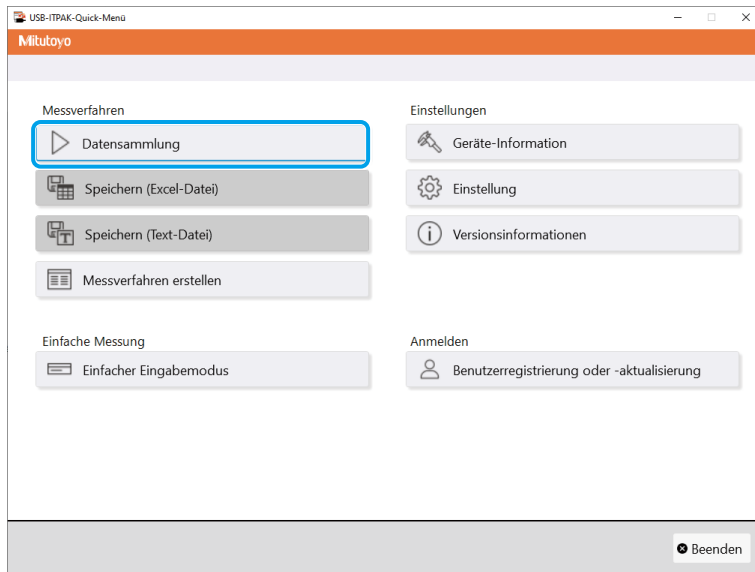 USB-ITPAK-Quick-Menü
Mitutoyo
Messverfahren
Datensammlung
Speichern (Excel-Datei)
Speichern (Text-Datei)
Messverfahren erstellen
Einfache Messung
Einfacher Eingabemodus
Einstellungen
Geräte-Information
Einstellung
Versionsinformationen
Anmelden
Benutzerregistrierung oder -aktualisierung
Beenden